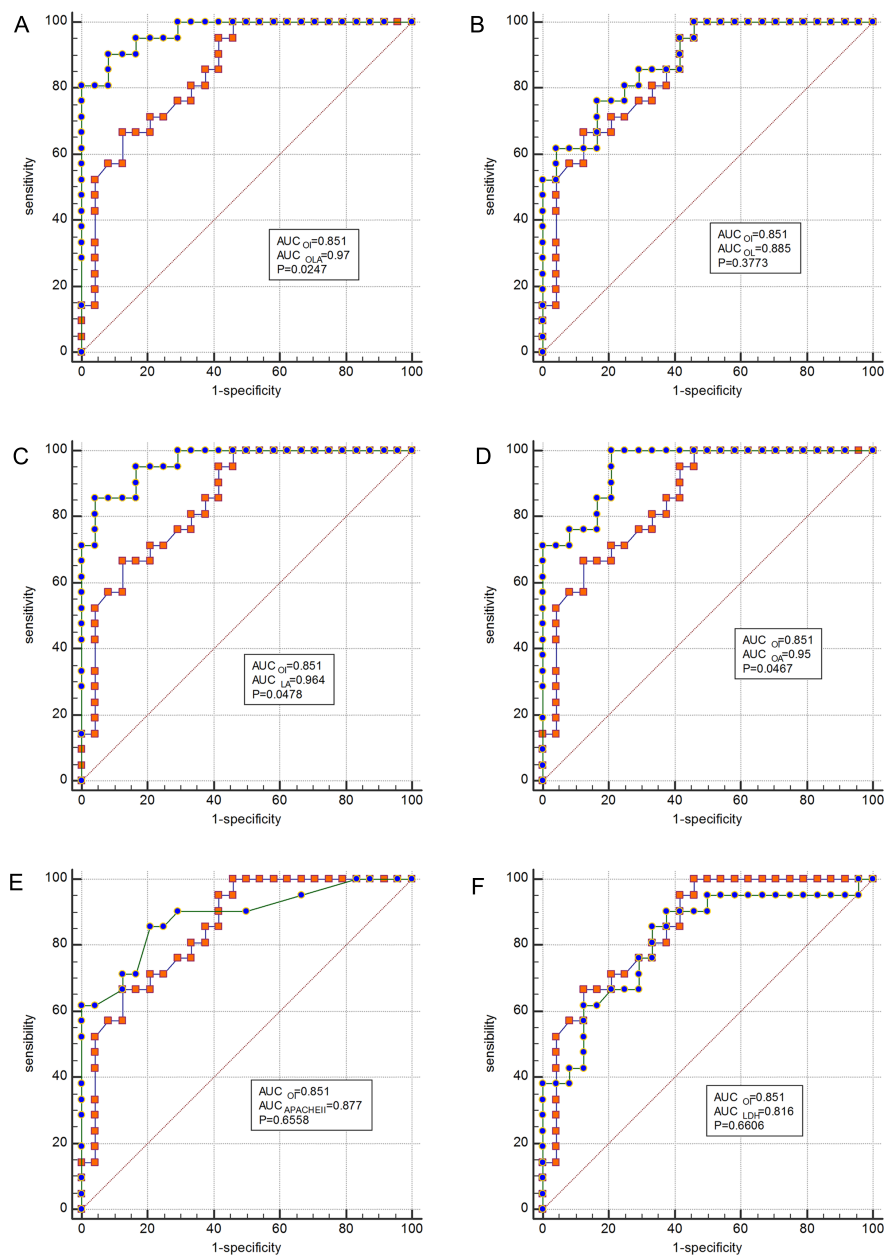 A
100
80
60
40
20
0
sensitivity
AUC OI=0.851
AUC OLA=0.97
P=0.0247
0 20 40 60 80 100
1-specificity
B
100
80
60
40
20
0
sensitivity
AUC OI=0.851
AUC OL=0.885
P=0.3773
0 20 40 60 80 100
1-specificity
C
100
80
60
40
20
0
sensitivity
AUC OI=0.851
AUC LA=0.964
P=0.0478
0 20 40 60 80 100
1-specificity
D
100
80
60
40
20
0
sensitivity
AUC OI=0.851
AUC OA=0.95
P=0.0467
0 20 40 60 80 100
1-specificity
E
100
80
60
40
20
0
sensibility
AUC OI=0.851
AUC APACHEII=0.877
P=0.6558
0 20 40 60 80 100
1-specificity
F
100
80
60
40
20
0
sensibility
AUC OI=0.851
AUC LDH=0.816
P=0.6606
0 20 40 60 80 100
1-specificity